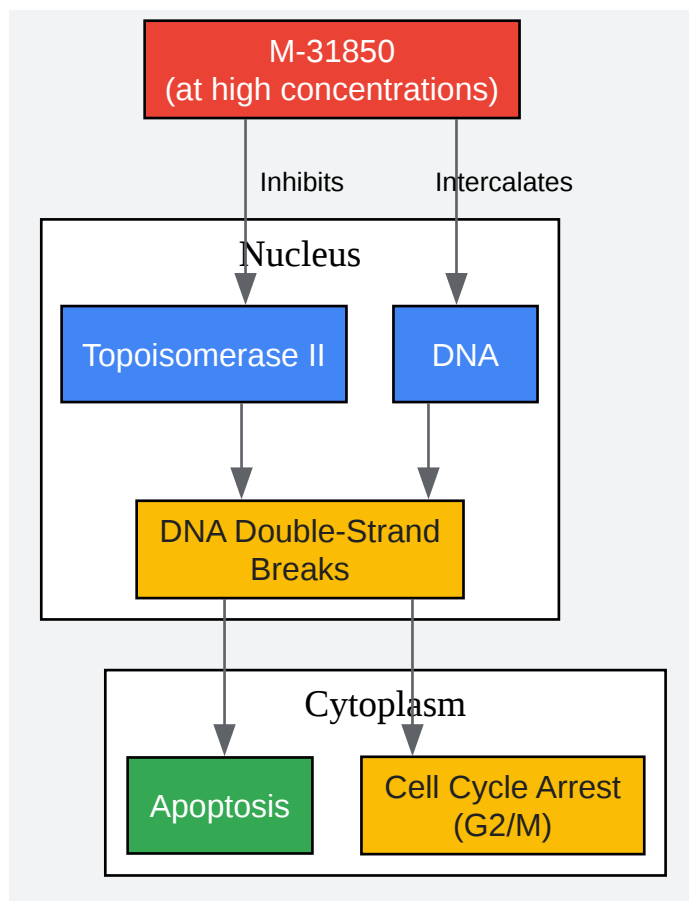 M-31850
(at high concentrations)
Inhibits
Intercalates
Nucleus
Topoisomerase II
DNA
DNA Double-Strand
Breaks
Cytoplasm
Apoptosis
Cell Cycle Arrest
(G2/M)